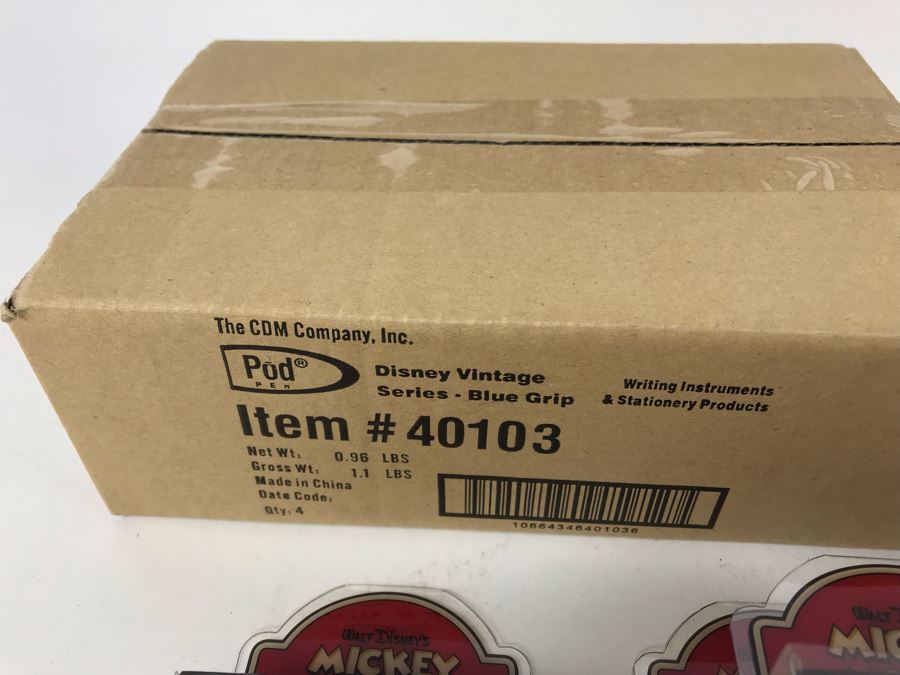 The CDM Company, Inc.
Pōd®
PEn
Disney Vintage
Series - Blue Grip
Writing Instruments
& Stationery Products
Item # 40103
Net Wt: 0.96 LBS
Gross Wt: 1.1 LBS
Made in China
Date Code:
Qty: 4
10664346401036
WALT DISNEY'S
MICKEY
WALT